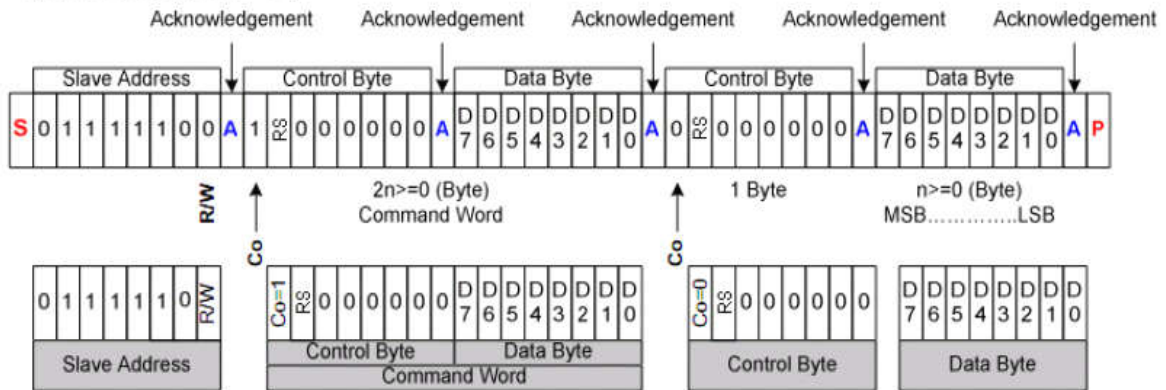 Acknowledgement Acknowledgement Acknowledgement Acknowledgement Acknowledgement
Slave Address Control Byte Data Byte Control Byte Data Byte
S 0 1 1 1 1 1 0 0 A 1 RS 0 0 0 0 0 0 A D7 D6 D5 D4 D3 D2 D1 D0 A 0 RS 0 0 0 0 0 0 A D7 D6 D5 D4 D3 D2 D1 D0 A P
R/W 2n>=0 (Byte) 1 Byte n>=0 (Byte)
Command Word MSB…………..LSB
Co Co
0 1 1 1 1 1 0 R/W Co=1 RS 0 0 0 0 0 0 D7 D6 D5 D4 D3 D2 D1 D0 Co=0 RS 0 0 0 0 0 0 D7 D6 D5 D4 D3 D2 D1 D0
Slave Address Control Byte Data Byte Control Byte Data Byte
Command Word